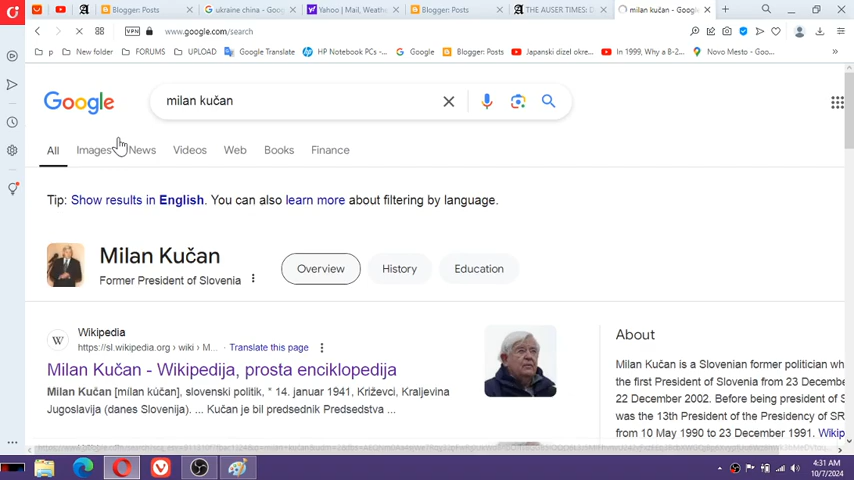 Blogger: Posts
ukraine china - Goo
Yahoo | Mail, Weathe
Blogger: Posts
THE AUSER TIMES: D
milan kučan - Google
VPN
www.google.com/search
p
New folder
FORUMS
UPLOAD
Google Translate
HP Notebook PCs -...
Google
Blogger: Posts
Japanski dizel okre...
In 1999, Why a B-2...
Novo Mesto - Goo...
Google
milan kučan
All
Images
News
Videos
Web
Books
Finance
Tip: Show results in English. You can also learn more about filtering by language.
Milan Kučan
Former President of Slovenia
Overview
History
Education
W
Wikipedia
https://sl.wikipedia.org › wiki › M...
Translate this page
Milan Kučan - Wikipedija, prosta enciklopedija
Milan Kučan [mílan kúčan], slovenski politik, * 14. januar 1941, Križevci, Kraljevina
Jugoslavija (danes Slovenija). ... Kučan je bil predsednik Predsedstva ...
About
Milan Kučan is a Slovenian former politician wh
the first President of Slovenia from 23 Decembe
22 December 2002. Before being president of S
was the 13th President of the Presidency of SR
from 10 May 1990 to 23 December 1991. Wikip
4:31 AM
10/7/2024